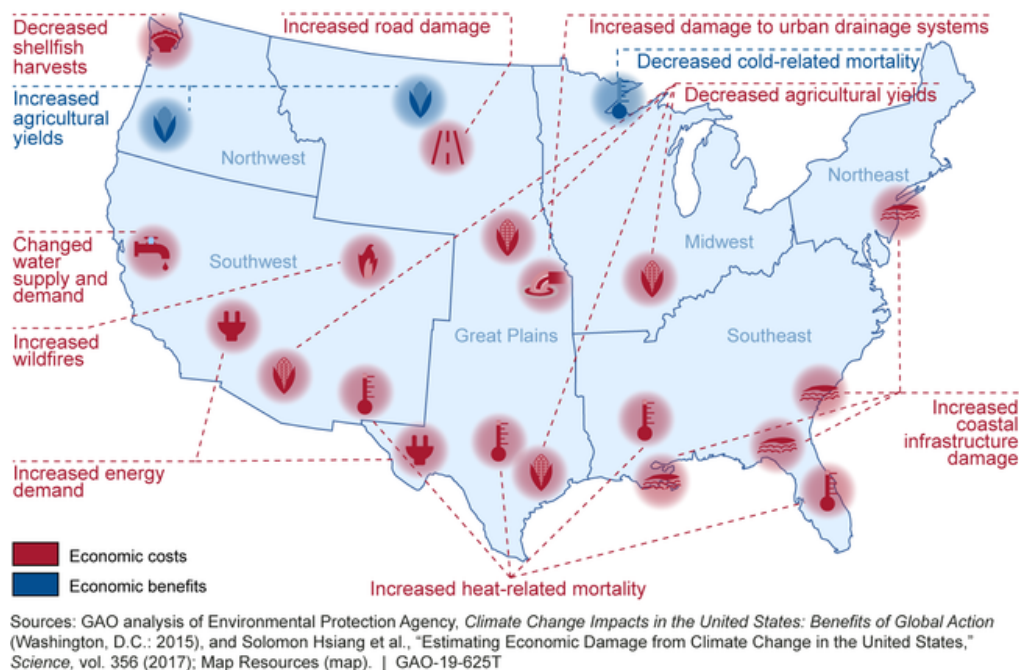 Decreased
shellfish
harvests
Increased road damage
Increased damage to urban drainage systems
Decreased cold-related mortality
Decreased agricultural yields
Increased
agricultural
yields
Northwest
Northeast
Midwest
Changed
water
supply and
demand
Southwest
Increased
wildfires
Great Plains
Southeast
Increased
coastal
infrastructure
damage
Increased energy
demand
Economic costs
Economic benefits
Increased heat-related mortality
Sources: GAO analysis of Environmental Protection Agency, Climate Change Impacts in the United States: Benefits of Global Action
(Washington, D.C.: 2015), and Solomon Hsiang et al., “Estimating Economic Damage from Climate Change in the United States,”
Science, vol. 356 (2017); Map Resources (map). | GAO-19-625T